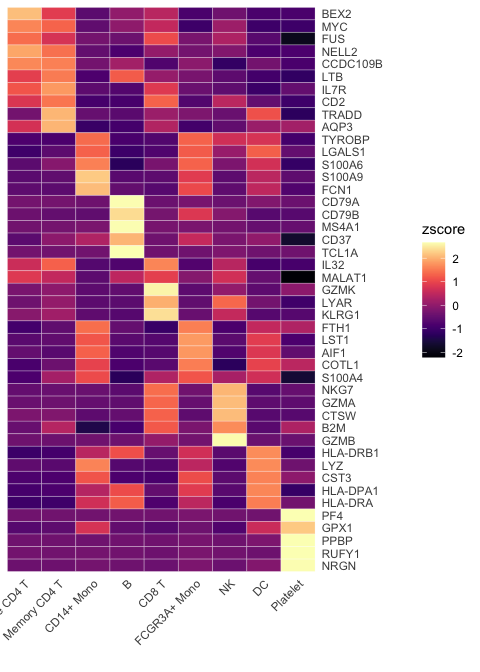 BEX2
MYC
FUS
NELL2
CCDC109B
LTB
IL7R
CD2
TRADD
AQP3
TYROBP
LGALS1
S100A6
S100A9
FCN1
CD79A
CD79B
MS4A1
CD37
TCL1A
IL32
MALAT1
GZMK
LYAR
KLRG1
FTH1
LST1
AIF1
COTL1
S100A4
NKG7
GZMA
CTSW
B2M
GZMB
HLA-DRB1
LYZ
CST3
HLA-DPA1
HLA-DRA
PF4
GPX1
PPBP
RUFY1
NRGN
zscore
2
1
0
-1
-2
e CD4 T
Memory CD4 T
CD14+ Mono
B
CD8 T
FCGR3A+ Mono
NK
DC
Platelet